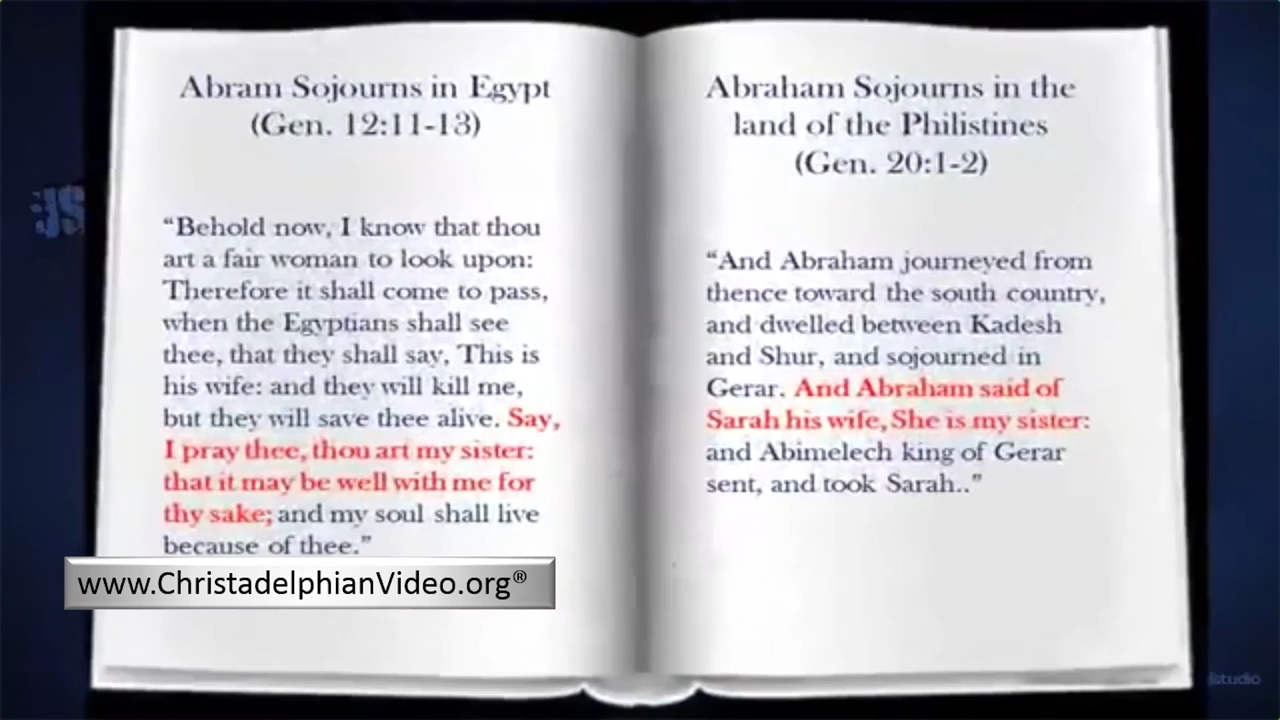 Abram Sojourns in Egypt
(Gen. 12:11-13)
“Behold now, I know that thou
art a fair woman to look upon:
Therefore it shall come to pass,
when the Egyptians shall see
thee, that they shall say, This is
his wife: and they will kill me,
but they will save thee alive. Say,
I pray thee, thou art my sister:
that it may be well with me for
thy sake; and my soul shall live
because of thee.”
www.ChristadelphianVideo.org®
Abraham Sojourns in the
land of the Philistines
(Gen. 20:1-2)
“And Abraham journeyed from
thence toward the south country,
and dwelled between Kadesh
and Shur, and sojourned in
Gerar. And Abraham said of
Sarah his wife, She is my sister:
and Abimelech king of Gerar
sent, and took Sarah..”